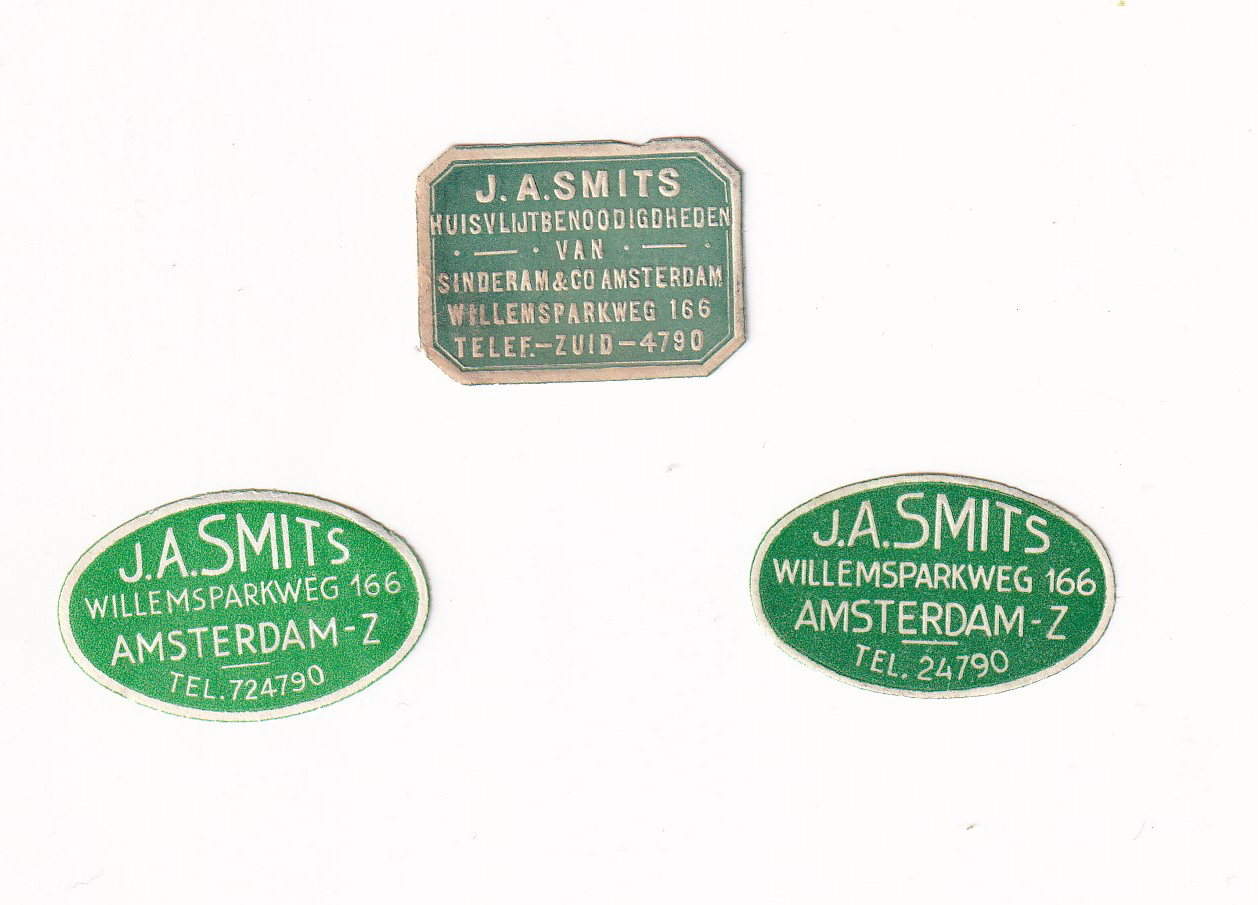 J. A. SMITS
HUISVLIJTBENOODIGDHEDEN
· — · VAN · — ·
SINDERAM & CO AMSTERDAM
WILLEMSPARKWEG 166
TELEF.–ZUID–4790
J.A. SMITS
WILLEMSPARKWEG 166
AMSTERDAM-Z
TEL. 724790
J.A. SMITS
WILLEMSPARKWEG 166
AMSTERDAM-Z
TEL. 24790